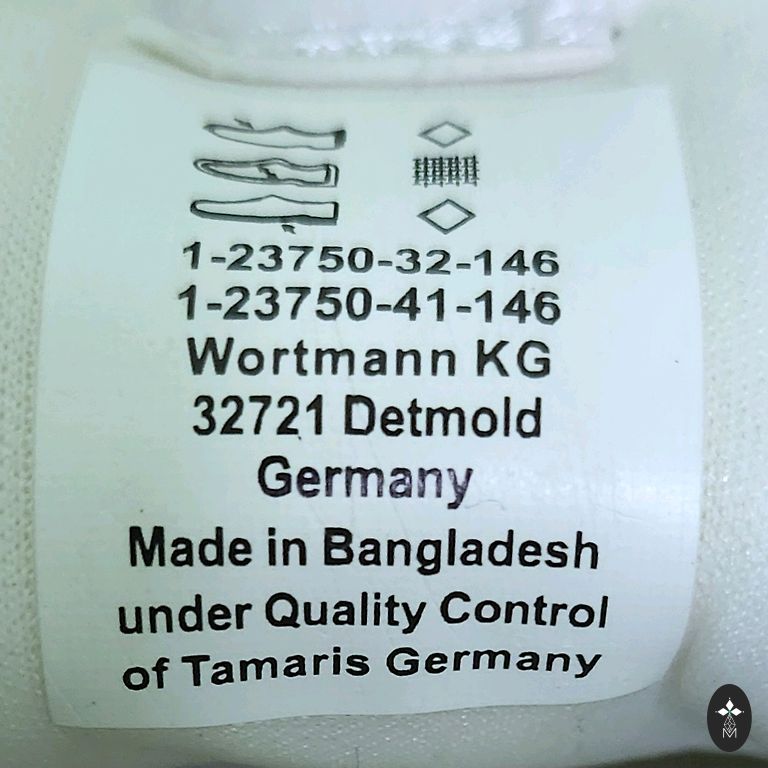 1-23750-32-146
1-23750-41-146
Wortmann KG
32721 Detmold
Germany
Made in Bangladesh
under Quality Control
of Tamaris Germany
M